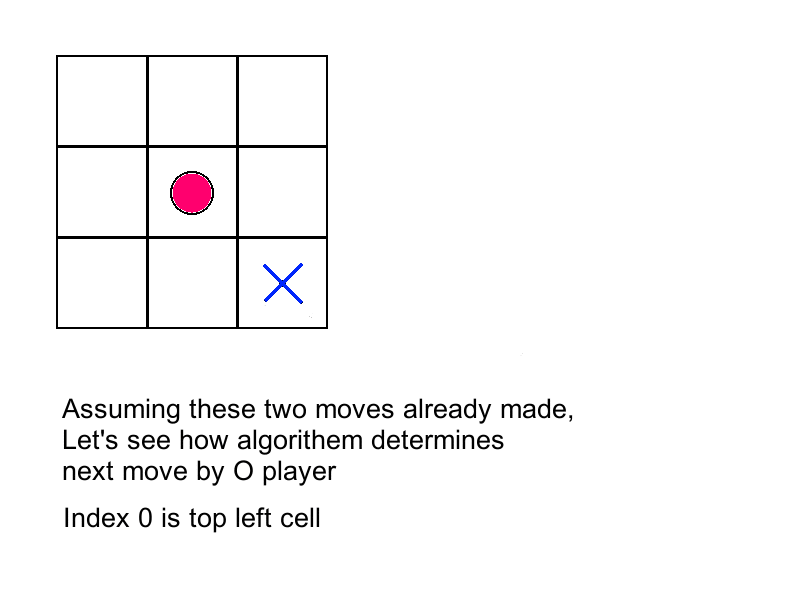 Assuming these two moves already made,
Let's see how algorithem determines
next move by O player
Index 0 is top left cell